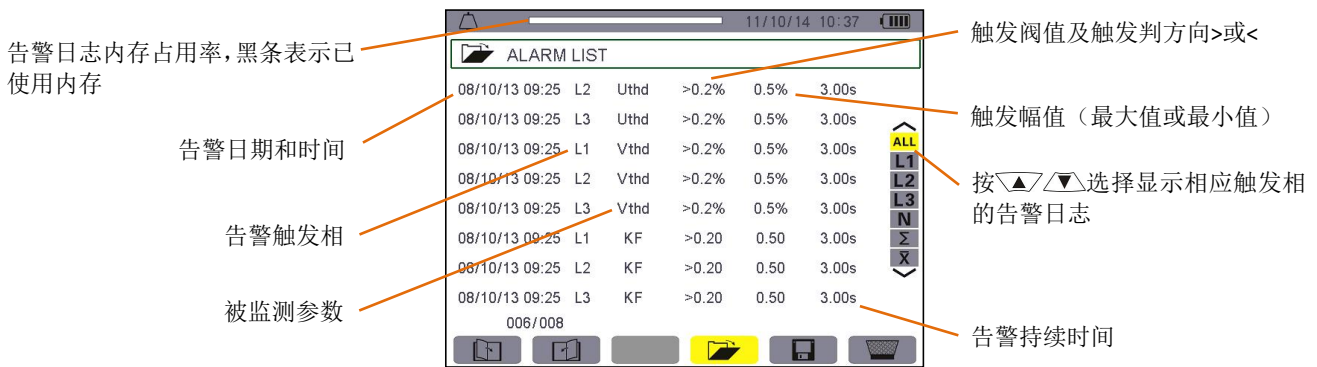 告警日志内存占用率,黑条表示已
使用内存
告警日期和时间
告警触发相
被监测参数
11/10/14 10:37
ALARM LIST
08/10/13 09:25 L2 Uthd >0.2% 0.5% 3.00s
08/10/13 09:25 L3 Uthd >0.2% 0.5% 3.00s
08/10/13 09:25 L1 Vthd >0.2% 0.5% 3.00s
08/10/13 09:25 L2 Vthd >0.2% 0.5% 3.00s
08/10/13 09:25 L3 Vthd >0.2% 0.5% 3.00s
08/10/13 09:25 L1 KF >0.20 0.50 3.00s
08/10/13 09:25 L2 KF >0.20 0.50 3.00s
08/10/13 09:25 L3 KF >0.20 0.50 3.00s
006/008
ALL
L1
L2
L3
N
Σ
X̄
触发阀值及触发判方向>或<
触发幅值（最大值或最小值）
按▲/▼选择显示相应触发相
的告警日志
告警持续时间